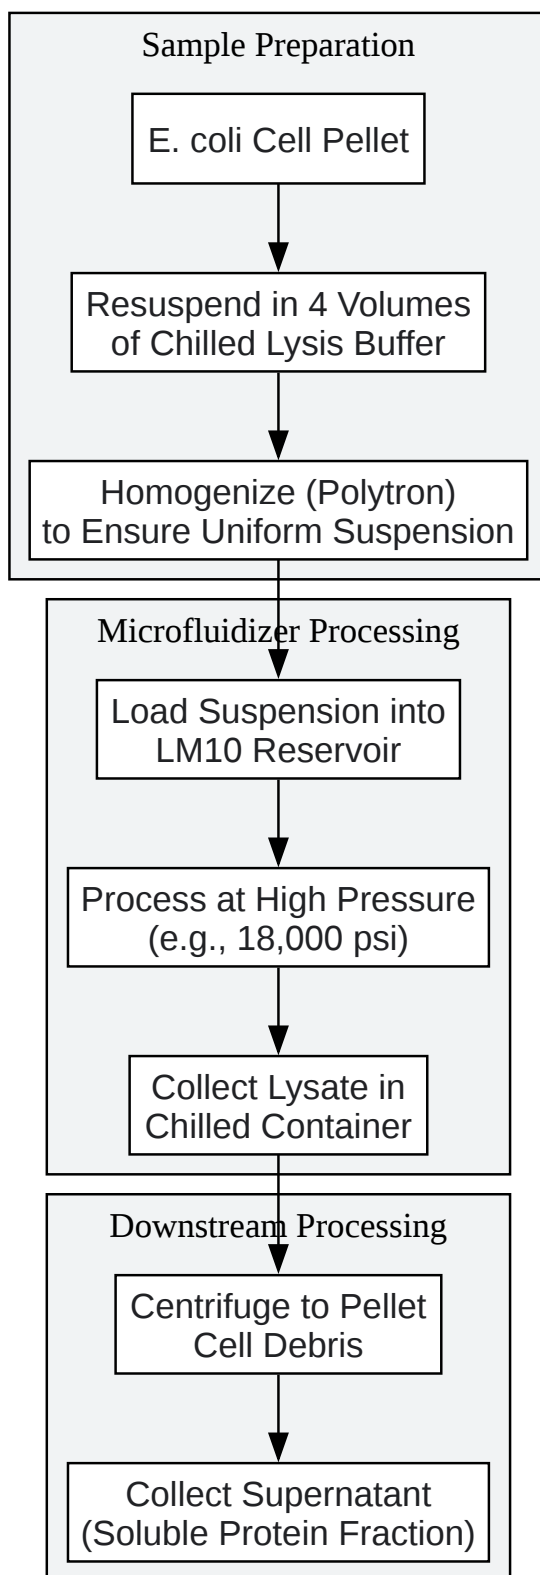 Sample Preparation
E. coli Cell Pellet
Resuspend in 4 Volumes
of Chilled Lysis Buffer
Homogenize (Polytron)
to Ensure Uniform Suspension
Microfluidizer Processing
Load Suspension into
LM10 Reservoir
Process at High Pressure
(e.g., 18,000 psi)
Collect Lysate in
Chilled Container
Downstream Processing
Centrifuge to Pellet
Cell Debris
Collect Supernatant
(Soluble Protein Fraction)